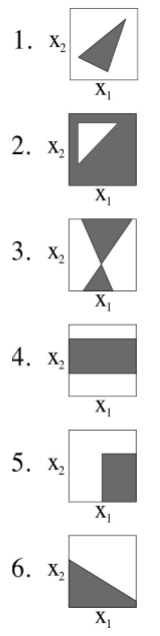 1. X₂
X₁
2. X₂
X₁
3. X₂
X₁
4. X₂
X₁
5. X₂
X₁
6. X₂
X₁